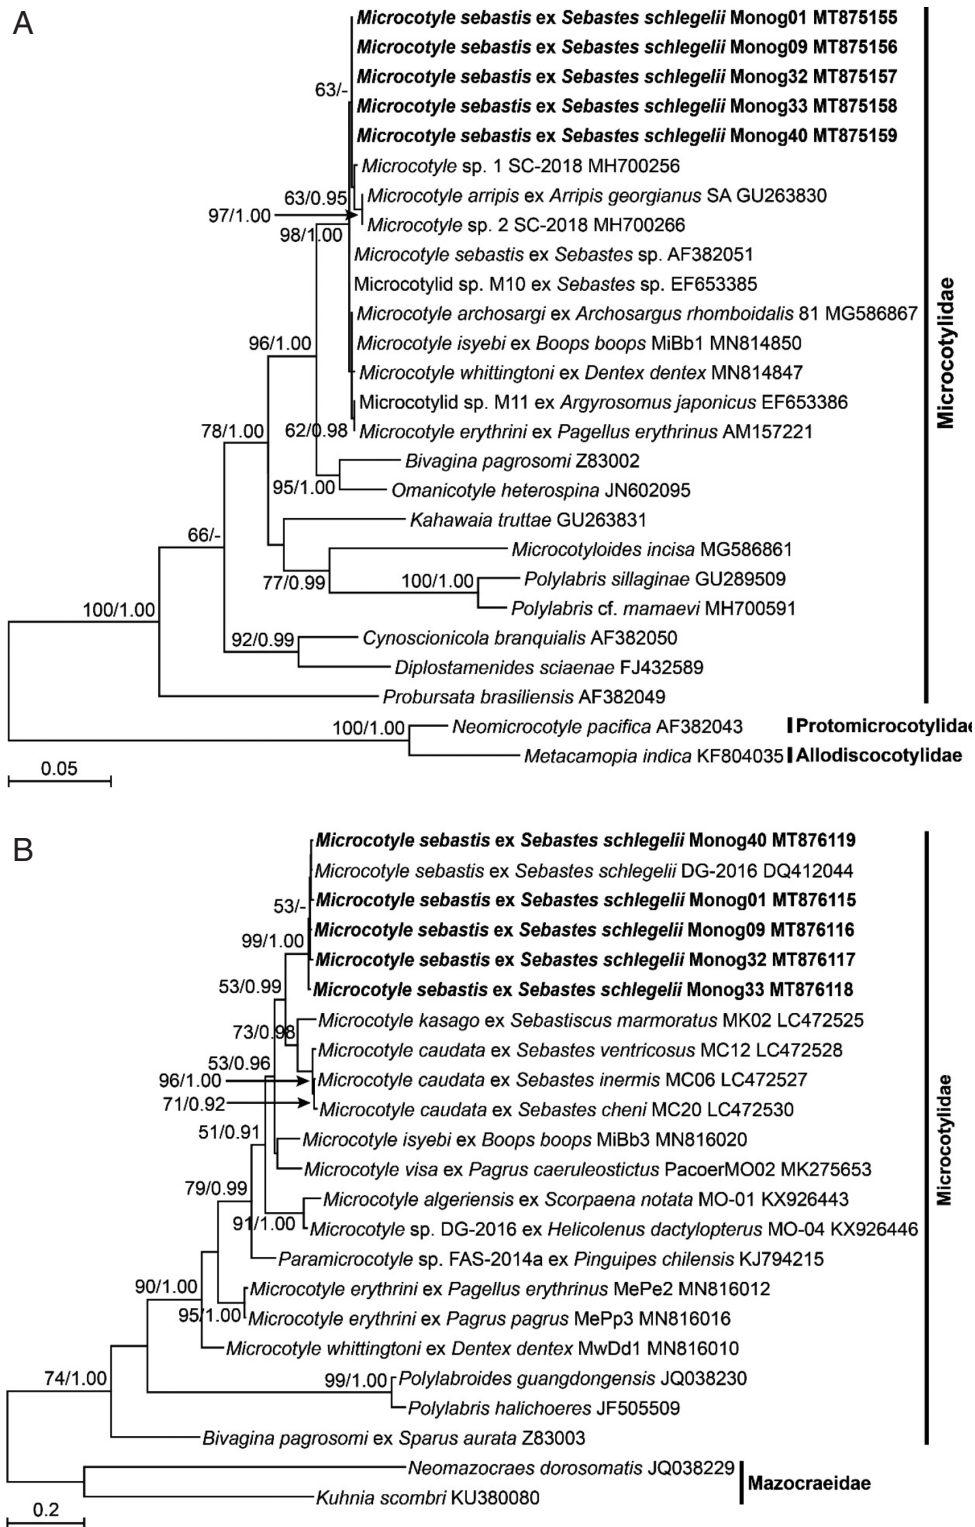 A
Microcotyle sebastis ex Sebastes schlegelii Monog01 MT875155
Microcotyle sebastis ex Sebastes schlegelii Monog09 MT875156
Microcotyle sebastis ex Sebastes schlegelii Monog32 MT875157
63/-
Microcotyle sebastis ex Sebastes schlegelii Monog33 MT875158
Microcotyle sebastis ex Sebastes schlegelii Monog40 MT875159
Microcotyle sp. 1 SC-2018 MH700256
63/0.95
Microcotyle arripis ex Arripis georgianus SA GU263830
97/1.00
Microcotyle sp. 2 SC-2018 MH700266
98/1.00
Microcotyle sebastis ex Sebastes sp. AF382051
Microcotylid sp. M10 ex Sebastes sp. EF653385
Microcotyle archosargi ex Archosargus rhomboidalis 81 MG586867
96/1.00
Microcotyle isyebi ex Boops boops MiBb1 MN814850
Microcotyle whittingtoni ex Dentex dentex MN814847
Microcotylid sp. M11 ex Argyrosomus japonicus EF653386
78/1.00
62/0.98
Microcotyle erythrini ex Pagellus erythrinus AM157221
Bivagina pagrosomi Z83002
95/1.00
Omanicotyle heterospina JN602095
Kahawaia truttae GU263831
66/-
Microcotyloides incisa MG586861
77/0.99
100/1.00
Polylabris sillaginae GU289509
100/1.00
Polylabris cf. mamaevi MH700591
92/0.99
Cynoscionicola branquialis AF382050
Diplostamenides sciaenae FJ432589
Probursata brasiliensis AF382049
Microcotylidae
100/1.00
Neomicrocotyle pacifica AF382043
Protomicrocotylidae
Metacamopia indica KF804035
Allodiscocotylidae
0.05
B
Microcotyle sebastis ex Sebastes schlegelii Monog40 MT876119
Microcotyle sebastis ex Sebastes schlegelii DG-2016 DQ412044
53/-
Microcotyle sebastis ex Sebastes schlegelii Monog01 MT876115
Microcotyle sebastis ex Sebastes schlegelii Monog09 MT876116
99/1.00
Microcotyle sebastis ex Sebastes schlegelii Monog32 MT876117
53/0.99
Microcotyle sebastis ex Sebastes schlegelii Monog33 MT876118
Microcotyle kasago ex Sebastiscus marmoratus MK02 LC472525
73/0.98
Microcotyle caudata ex Sebastes ventricosus MC12 LC472528
53/0.96
96/1.00
Microcotyle caudata ex Sebastes inermis MC06 LC472527
71/0.92
Microcotyle caudata ex Sebastes cheni MC20 LC472530
51/0.91
Microcotyle isyebi ex Boops boops MiBb3 MN816020
Microcotyle visa ex Pagrus caeruleostictus PacoerMO02 MK275653
79/0.99
Microcotyle algeriensis ex Scorpaena notata MO-01 KX926443
91/1.00
Microcotyle sp. DG-2016 ex Helicolenus dactylopterus MO-04 KX926446
Paramicrocotyle sp. FAS-2014a ex Pinguipes chilensis KJ794215
90/1.00
Microcotyle erythrini ex Pagellus erythrinus MePe2 MN816012
95/1.00
Microcotyle erythrini ex Pagrus pagrus MePp3 MN816016
Microcotyle whittingtoni ex Dentex dentex MwDd1 MN816010
74/1.00
99/1.00
Polylabroides guangdongensis JQ038230
Polylabris halichoeres JF505509
Bivagina pagrosomi ex Sparus aurata Z83003
Microcotylidae
Neomazocraes dorosomatis JQ038229
Mazocraeidae
Kuhnia scombri KU380080
0.2